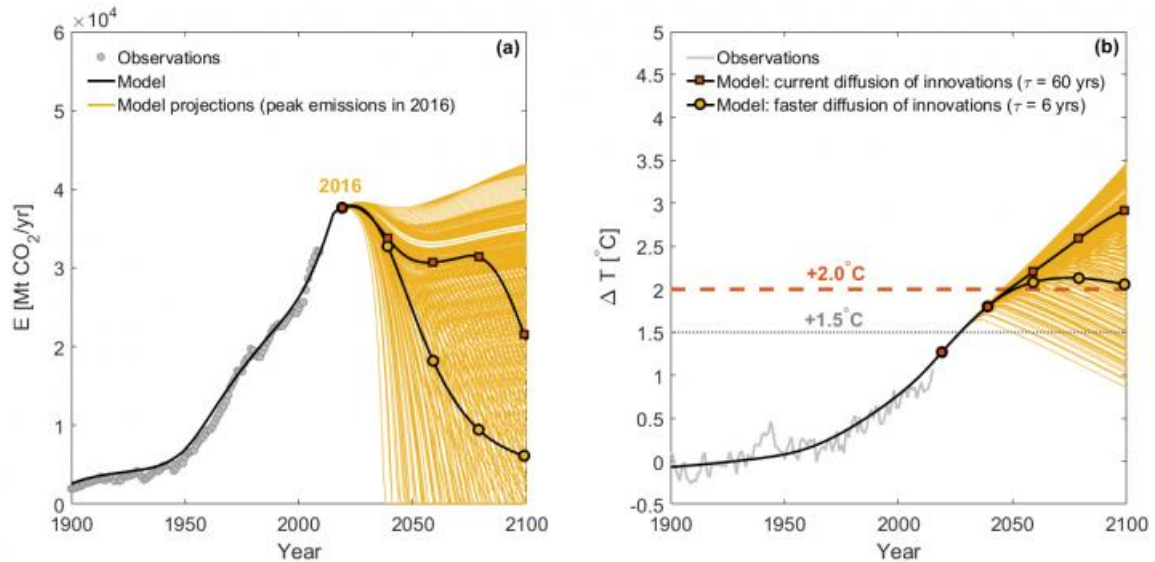 ×10⁴
6
5
4
3
2
1
0
E [Mt CO₂/yr]
1900
1950
2000
2050
2100
Year
(a)
Observations
Model
Model projections (peak emissions in 2016)
2016
5
4.5
4
3.5
3
2.5
2
1.5
1
0.5
0
-0.5
Δ T [°C]
1900
1950
2000
2050
2100
Year
(b)
Observations
Model: current diffusion of innovations (τ = 60 yrs)
Model: faster diffusion of innovations (τ = 6 yrs)
+2.0°C
+1.5°C